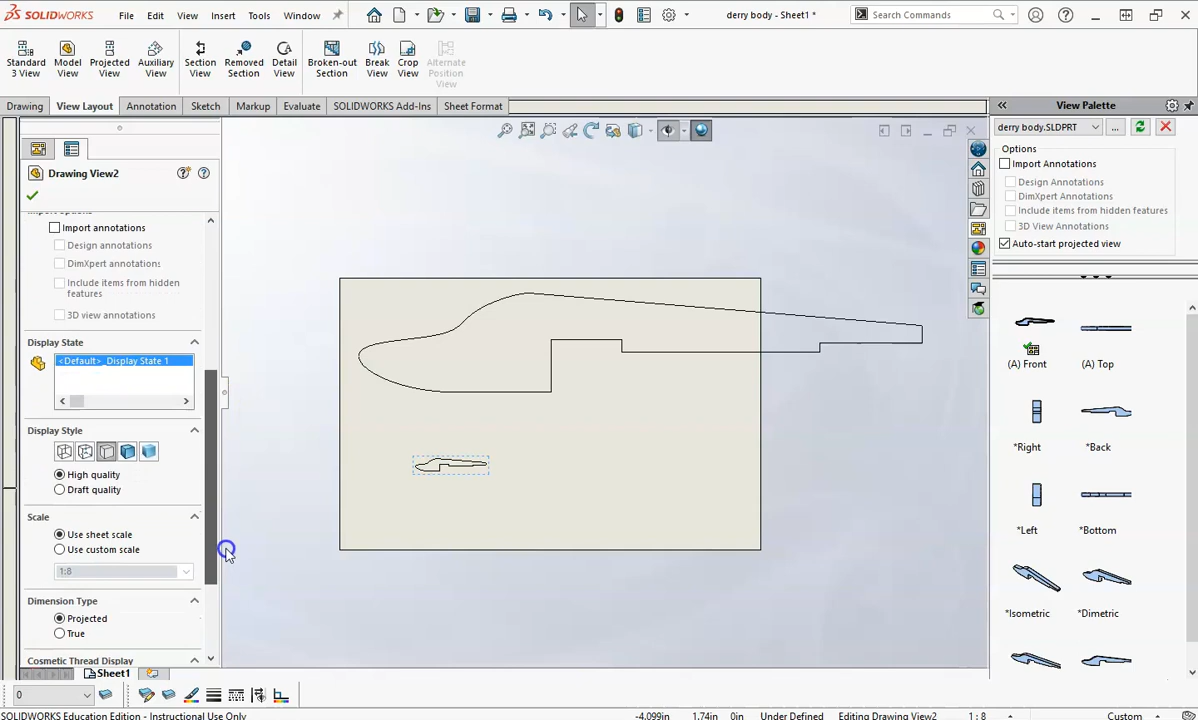 SOLIDWORKS File Edit View Insert Tools Window derry body - Sheet1 * Search Commands
Standard 3 View
Model View
Projected View
Auxiliary View
Section View
Removed Section
Detail View
Broken-out Section
Break View
Crop View
Alternate Position View
Drawing View Layout Annotation Sketch Markup Evaluate SOLIDWORKS Add-Ins Sheet Format
Drawing View2
Import annotations
Design annotations
DimXpert annotations
Include items from hidden features
3D view annotations
Display State
<Default>_Display State 1
Display Style
High quality
Draft quality
Scale
Use sheet scale
Use custom scale
1:8
Dimension Type
Projected
True
Cosmetic Thread Display
Sheet1
0
View Palette
derry body.SLDPRT ...
Options
Import Annotations
Design Annotations
DimXpert Annotations
Include items from hidden features
3D View Annotations
Auto-start projected view
(A) Front (A) Top
*Right *Back
*Left *Bottom
*Isometric *Dimetric
SOLIDWORKS Education Edition - Instructional Use Only -4.099in 1.74in 0in Under Defined Editing Drawing View2 1 : 8 Custom